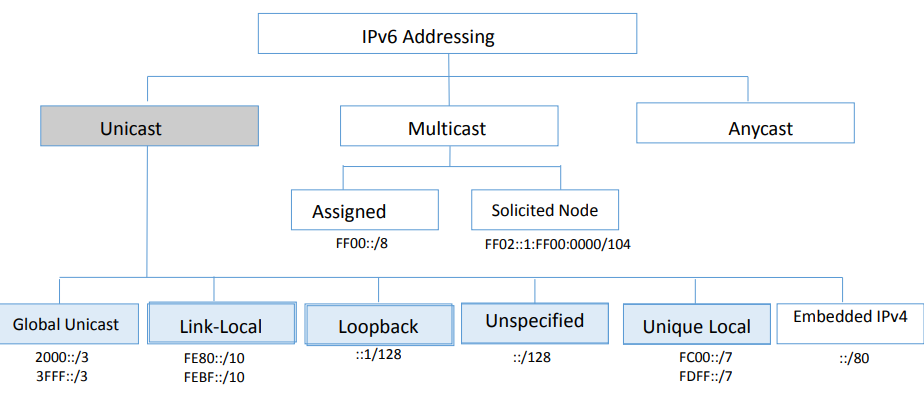 IPv6 Addressing
Unicast
Multicast
Anycast
Assigned
Solicited Node
FF00::/8
FF02::1:FF00:0000/104
Global Unicast
Link-Local
Loopback
Unspecified
Unique Local
Embedded IPv4
2000::/3
3FFF::/3
FE80::/10
FEBF::/10
::1/128
::/128
FC00::/7
FDFF::/7
::/80